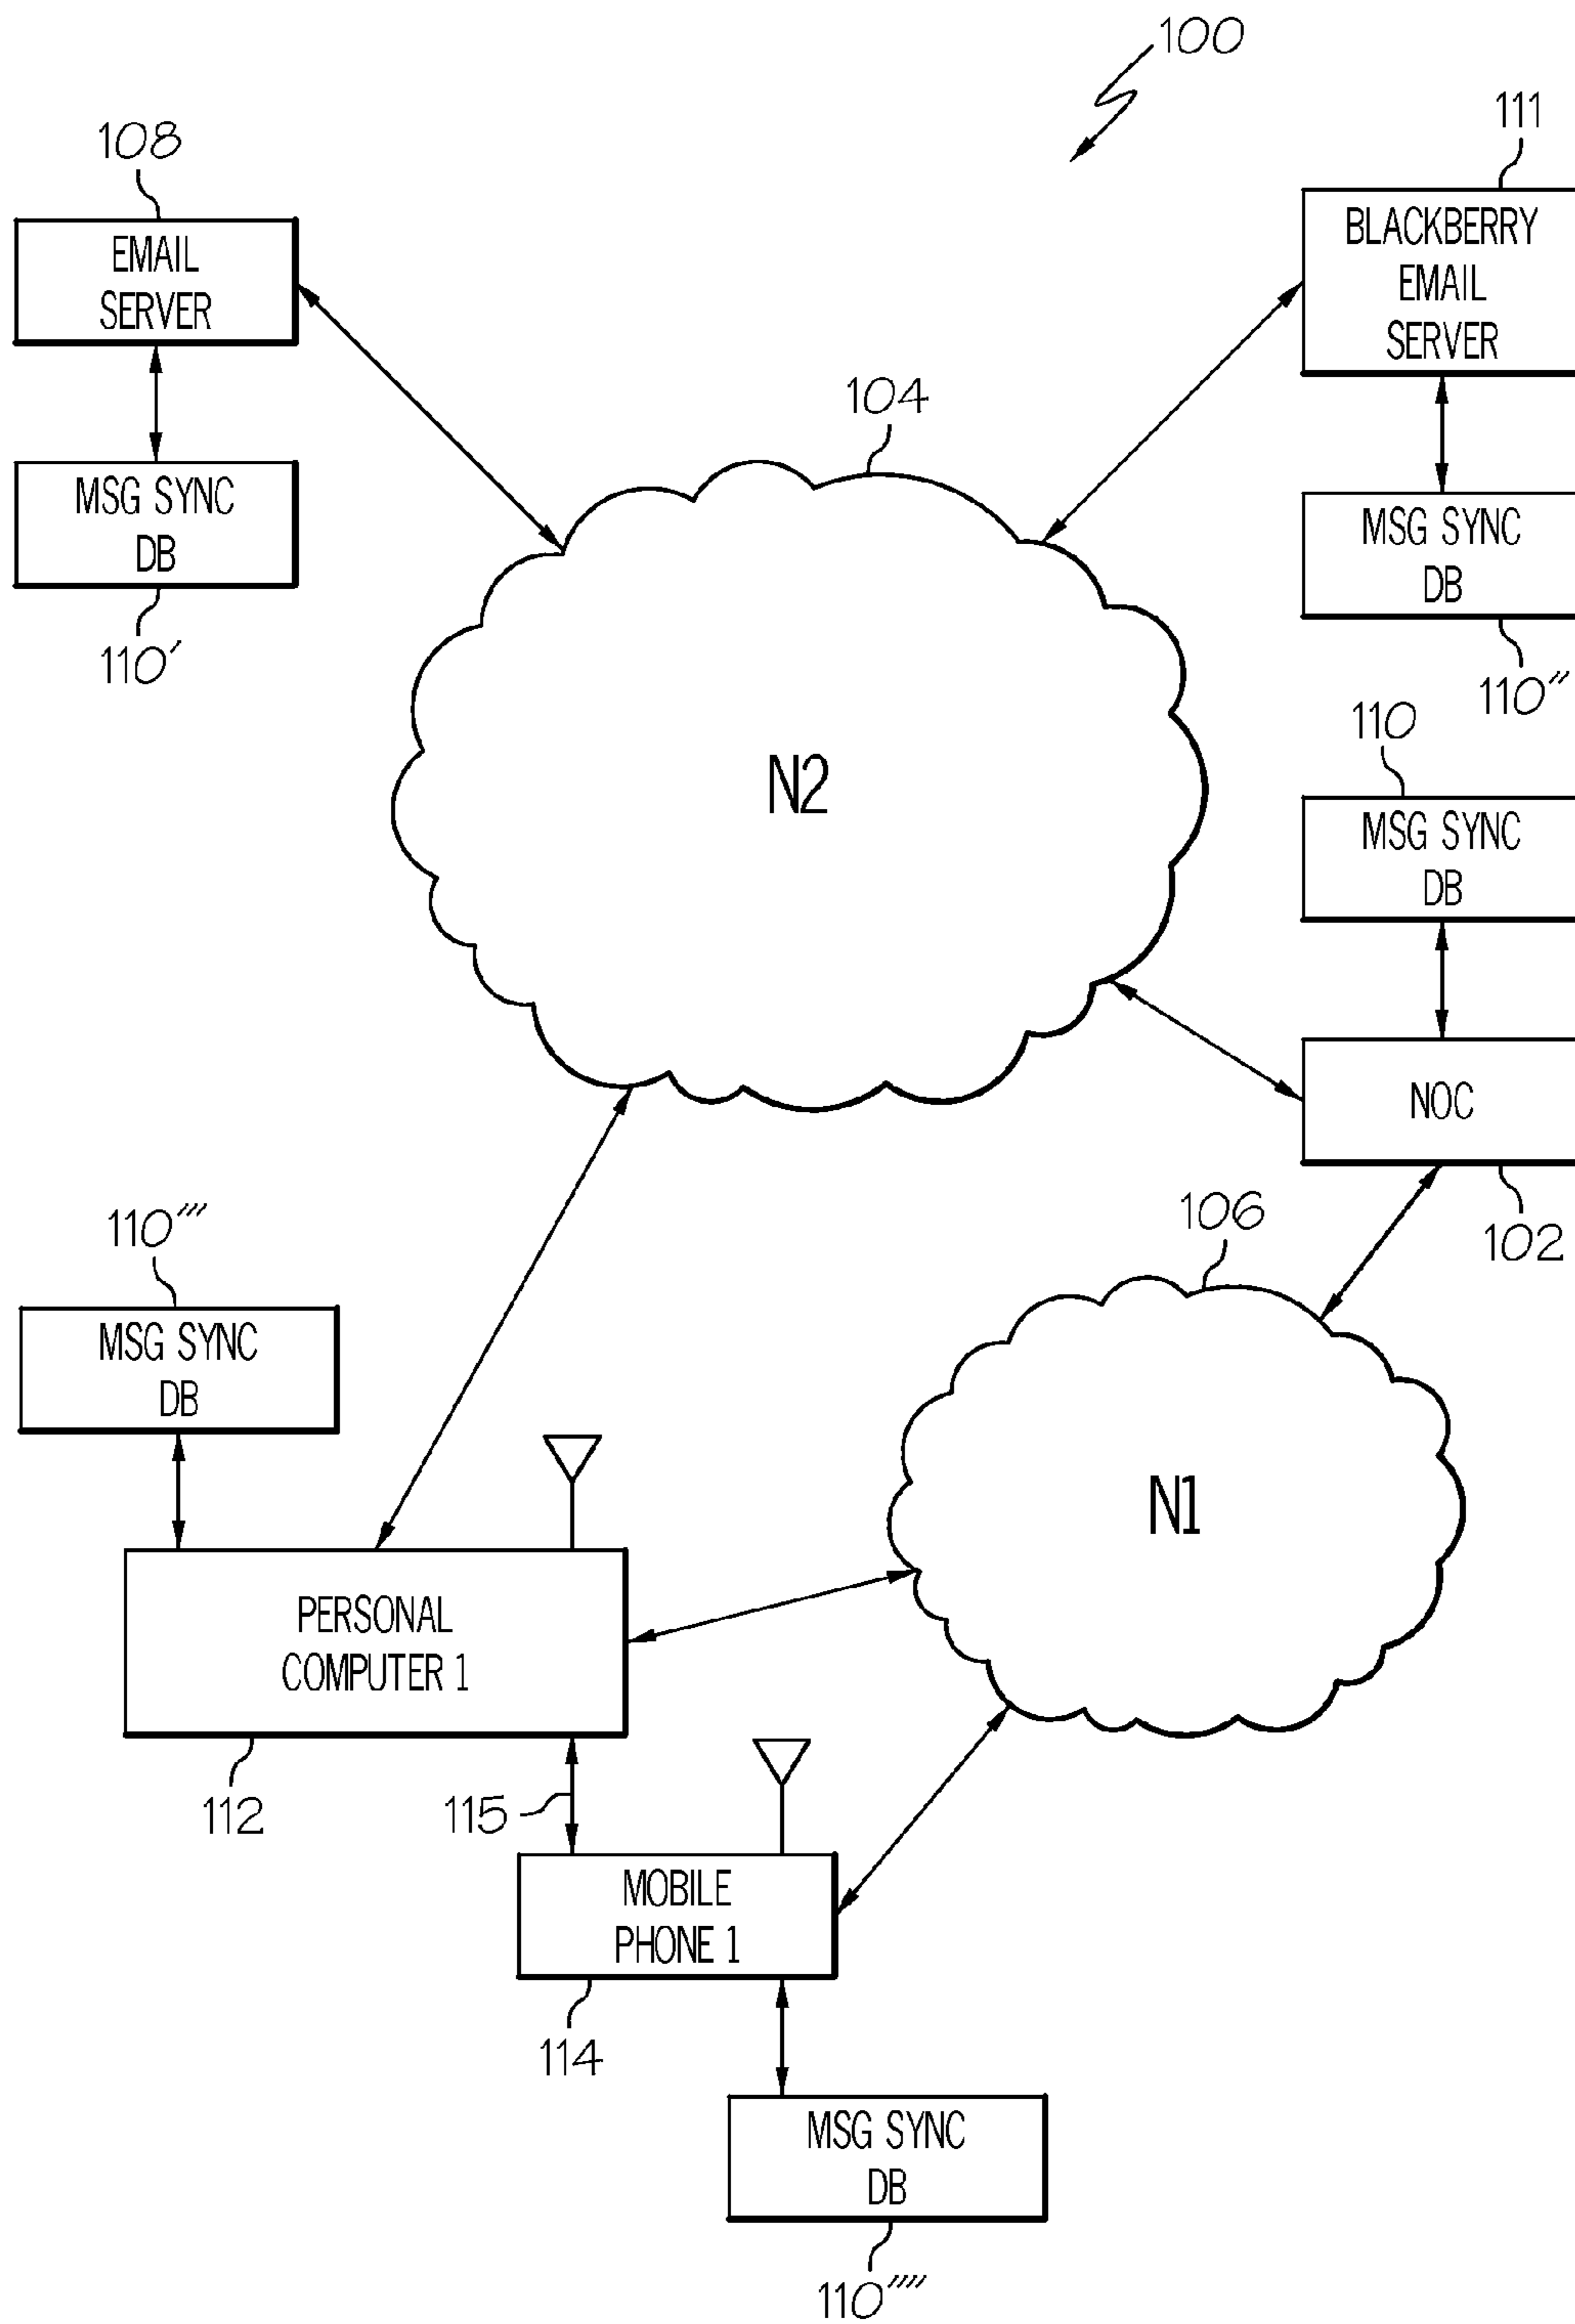 100
108
111
EMAIL
SERVER
BLACKBERRY
EMAIL
SERVER
104
MSG SYNC
DB
110′
MSG SYNC
DB
110″
110
MSG SYNC
DB
N2
NOC
102
106
110‴
MSG SYNC
DB
N1
PERSONAL
COMPUTER 1
112
115
MOBILE
PHONE 1
114
MSG SYNC
DB
110′′′′